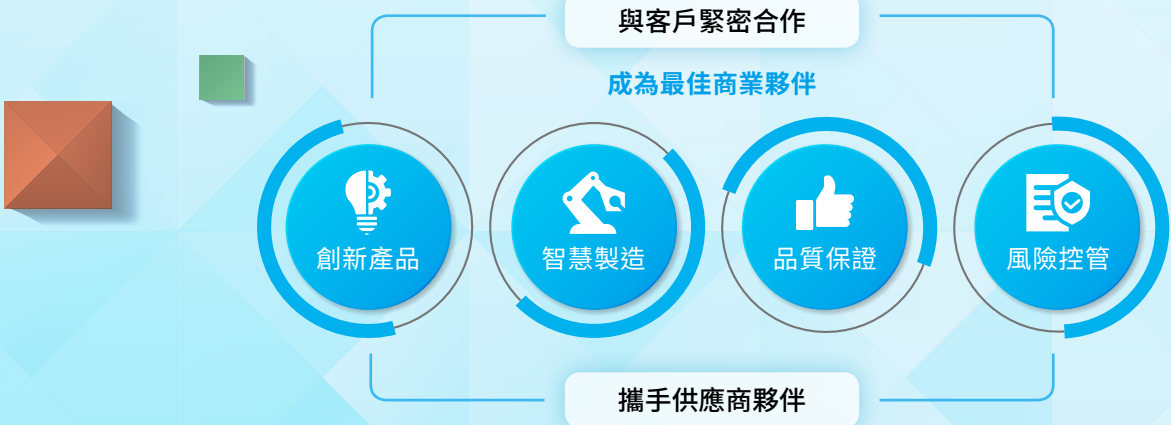 與客戶緊密合作
成為最佳商業夥伴
創新產品
智慧製造
品質保證
風險控管
攜手供應商夥伴